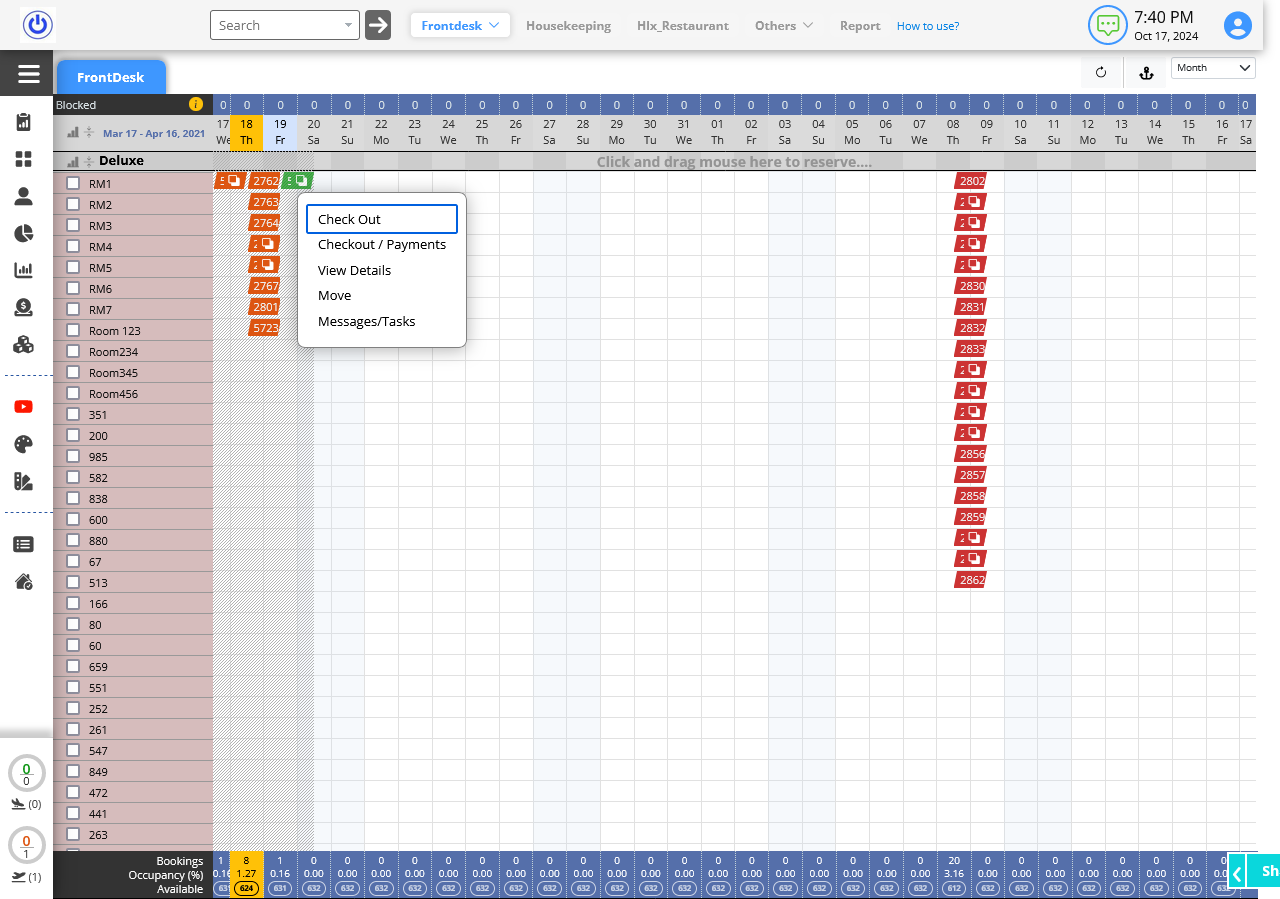 Search
Frontdesk
Housekeeping
Hlx_Restaurant
Others
Report
How to use?
7:40 PM
Oct 17, 2024
FrontDesk
Month
Blocked
0 0 0 0 0 0 0 0 0 0 0 0 0 0 0 0 0 0 0 0 0 0 0 0 0 0 0 0 0 0 0 0
Mar 17 - Apr 16, 2021
17 18 19 20 21 22 23 24 25 26 27 28 29 30 31 01 02 03 04 05 06 07 08 09 10 11 12 13 14 15 16 17
We Th Fr Sa Su Mo Tu We Th Fr Sa Su Mo Tu We Th Fr Sa Su Mo Tu We Th Fr Sa Su Mo Tu We Th Fr Sa
Deluxe
Click and drag mouse here to reserve....
RM1 2762 2802
RM2 2763
RM3 2764
RM4
RM5
RM6 2767 2830
RM7 2801 2831
Room 123 5723 2832
Room234 2833
Room345
Room456
351
200
985 2856
582 2857
838 2858
600 2859
880
67
513 2862
166
80
60
659
551
252
261
547
849
472
441
263
Check Out
Checkout / Payments
View Details
Move
Messages/Tasks
0
0
(0)
0
1
(1)
Bookings 1 8 1 0 0 0 0 0 0 0 0 0 0 0 0 0 0 0 0 0 0 0 20 0 0 0 0 0 0 0 0
Occupancy (%) 0.16 1.27 0.16 0.00 0.00 0.00 0.00 0.00 0.00 0.00 0.00 0.00 0.00 0.00 0.00 0.00 0.00 0.00 0.00 0.00 0.00 0.00 3.16 0.00 0.00 0.00 0.00 0.00 0.00 0.00
Available 631 624 631 632 632 632 632 632 632 632 632 632 632 632 632 632 632 632 632 632 632 632 612 632 632 632 632 632 632 632
Sh